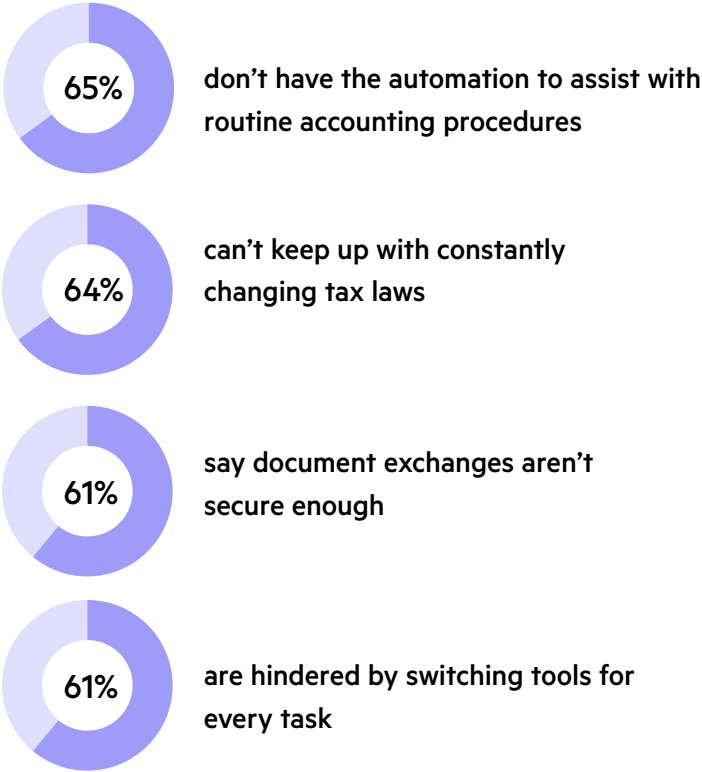 65%
don’t have the automation to assist with
routine accounting procedures
64%
can’t keep up with constantly
changing tax laws
61%
say document exchanges aren’t
secure enough
61%
are hindered by switching tools for
every task